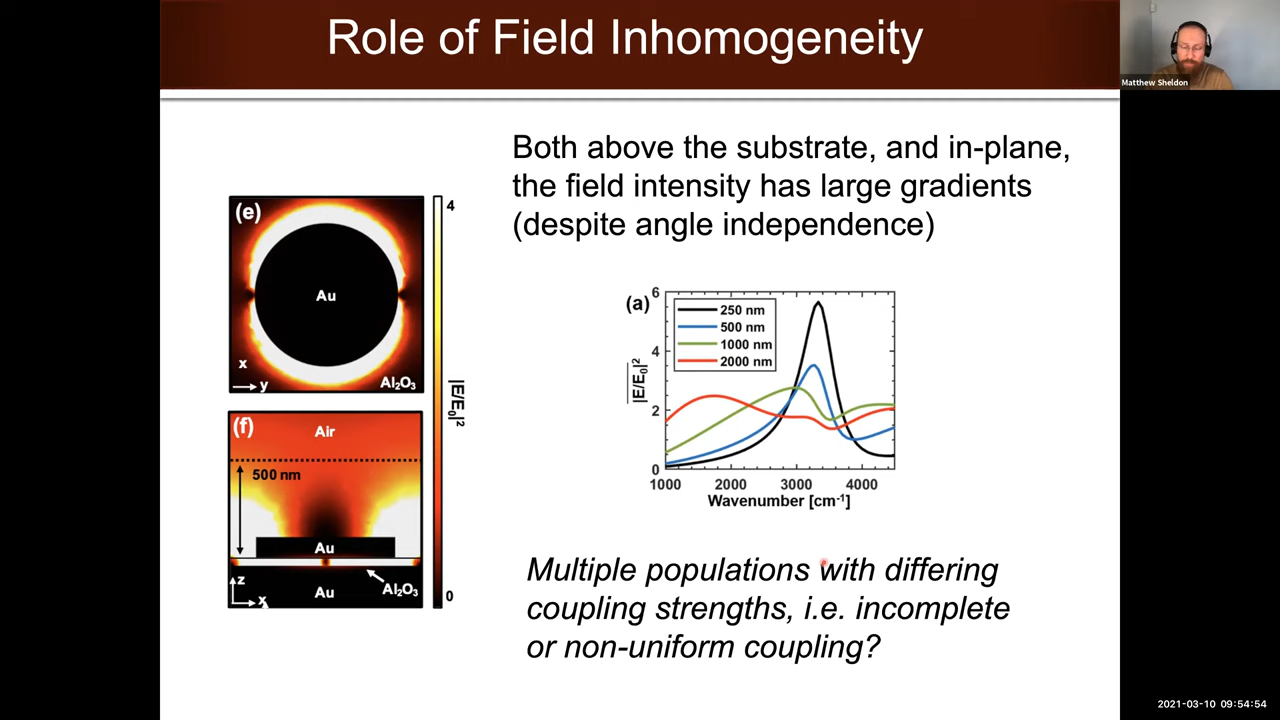 Role of Field Inhomogeneity
Matthew Sheldon
Both above the substrate, and in-plane,
the field intensity has large gradients
(despite angle independence)
(e)
Au
x
y
Al₂O₃
4
|E/E₀|²
0
(f)
Air
500 nm
Au
z
x
Al₂O₃
Au
(a)
250 nm
500 nm
1000 nm
2000 nm
6
4
2
0
|E/E₀|²
1000 2000 3000 4000
Wavenumber [cm⁻¹]
Multiple populations with differing
coupling strengths, i.e. incomplete
or non-uniform coupling?
2021-03-10 09:54:54